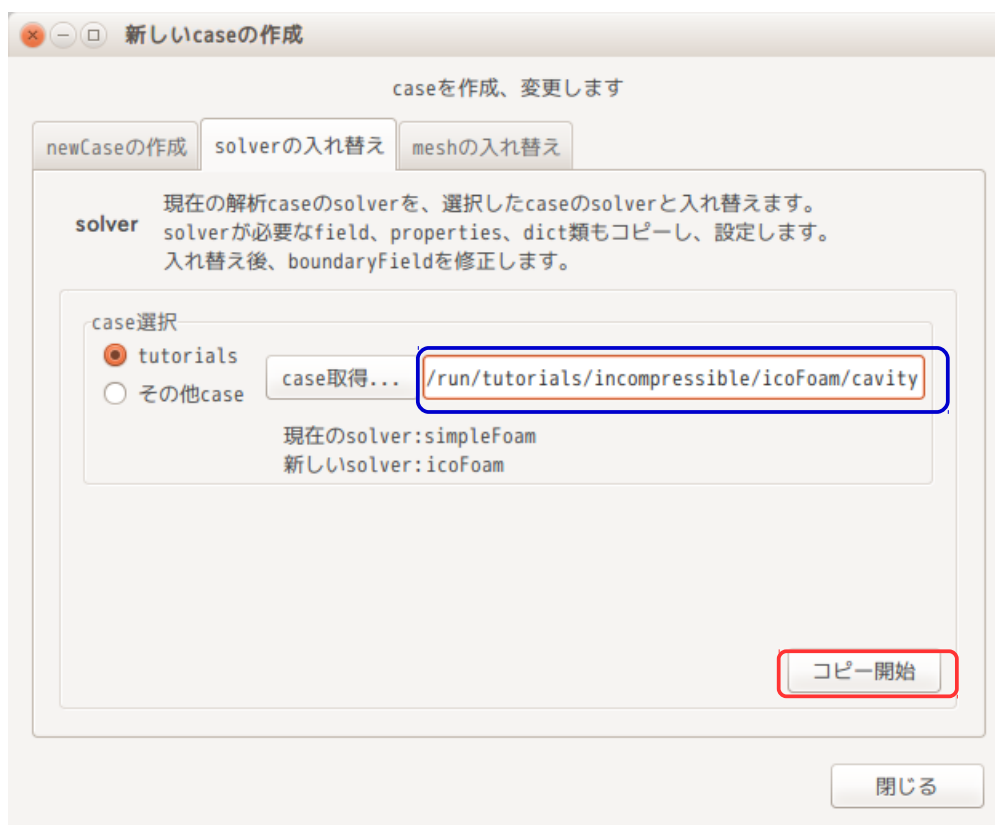 新しいcaseの作成
caseを作成、変更します
newCaseの作成
solverの入れ替え
meshの入れ替え
solver
現在の解析caseのsolverを、選択したcaseのsolverと入れ替えます。
solverが必要なfield、properties、dict類もコピーし、設定します。
入れ替え後、boundaryFieldを修正します。
case選択
tutorials
その他case
case取得...
/run/tutorials/incompressible/icoFoam/cavity
現在のsolver:simpleFoam
新しいsolver:icoFoam
コピー開始
閉じる